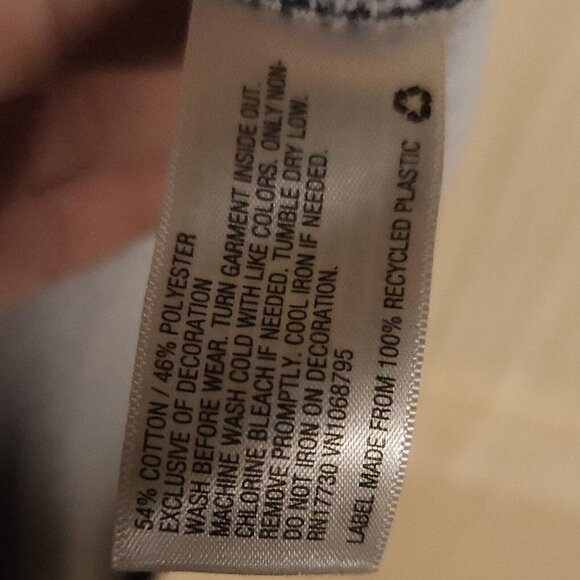 54% COTTON / 46% POLYESTER
EXCLUSIVE OF DECORATION
WASH BEFORE WEAR. TURN GARMENT INSIDE OUT.
MACHINE WASH COLD WITH LIKE COLORS. ONLY NON-
CHLORINE BLEACH IF NEEDED. TUMBLE DRY LOW.
REMOVE PROMPTLY. COOL IRON IF NEEDED.
DO NOT IRON ON DECORATION.
RN17730 VN1068795
LABEL MADE FROM 100% RECYCLED PLASTIC